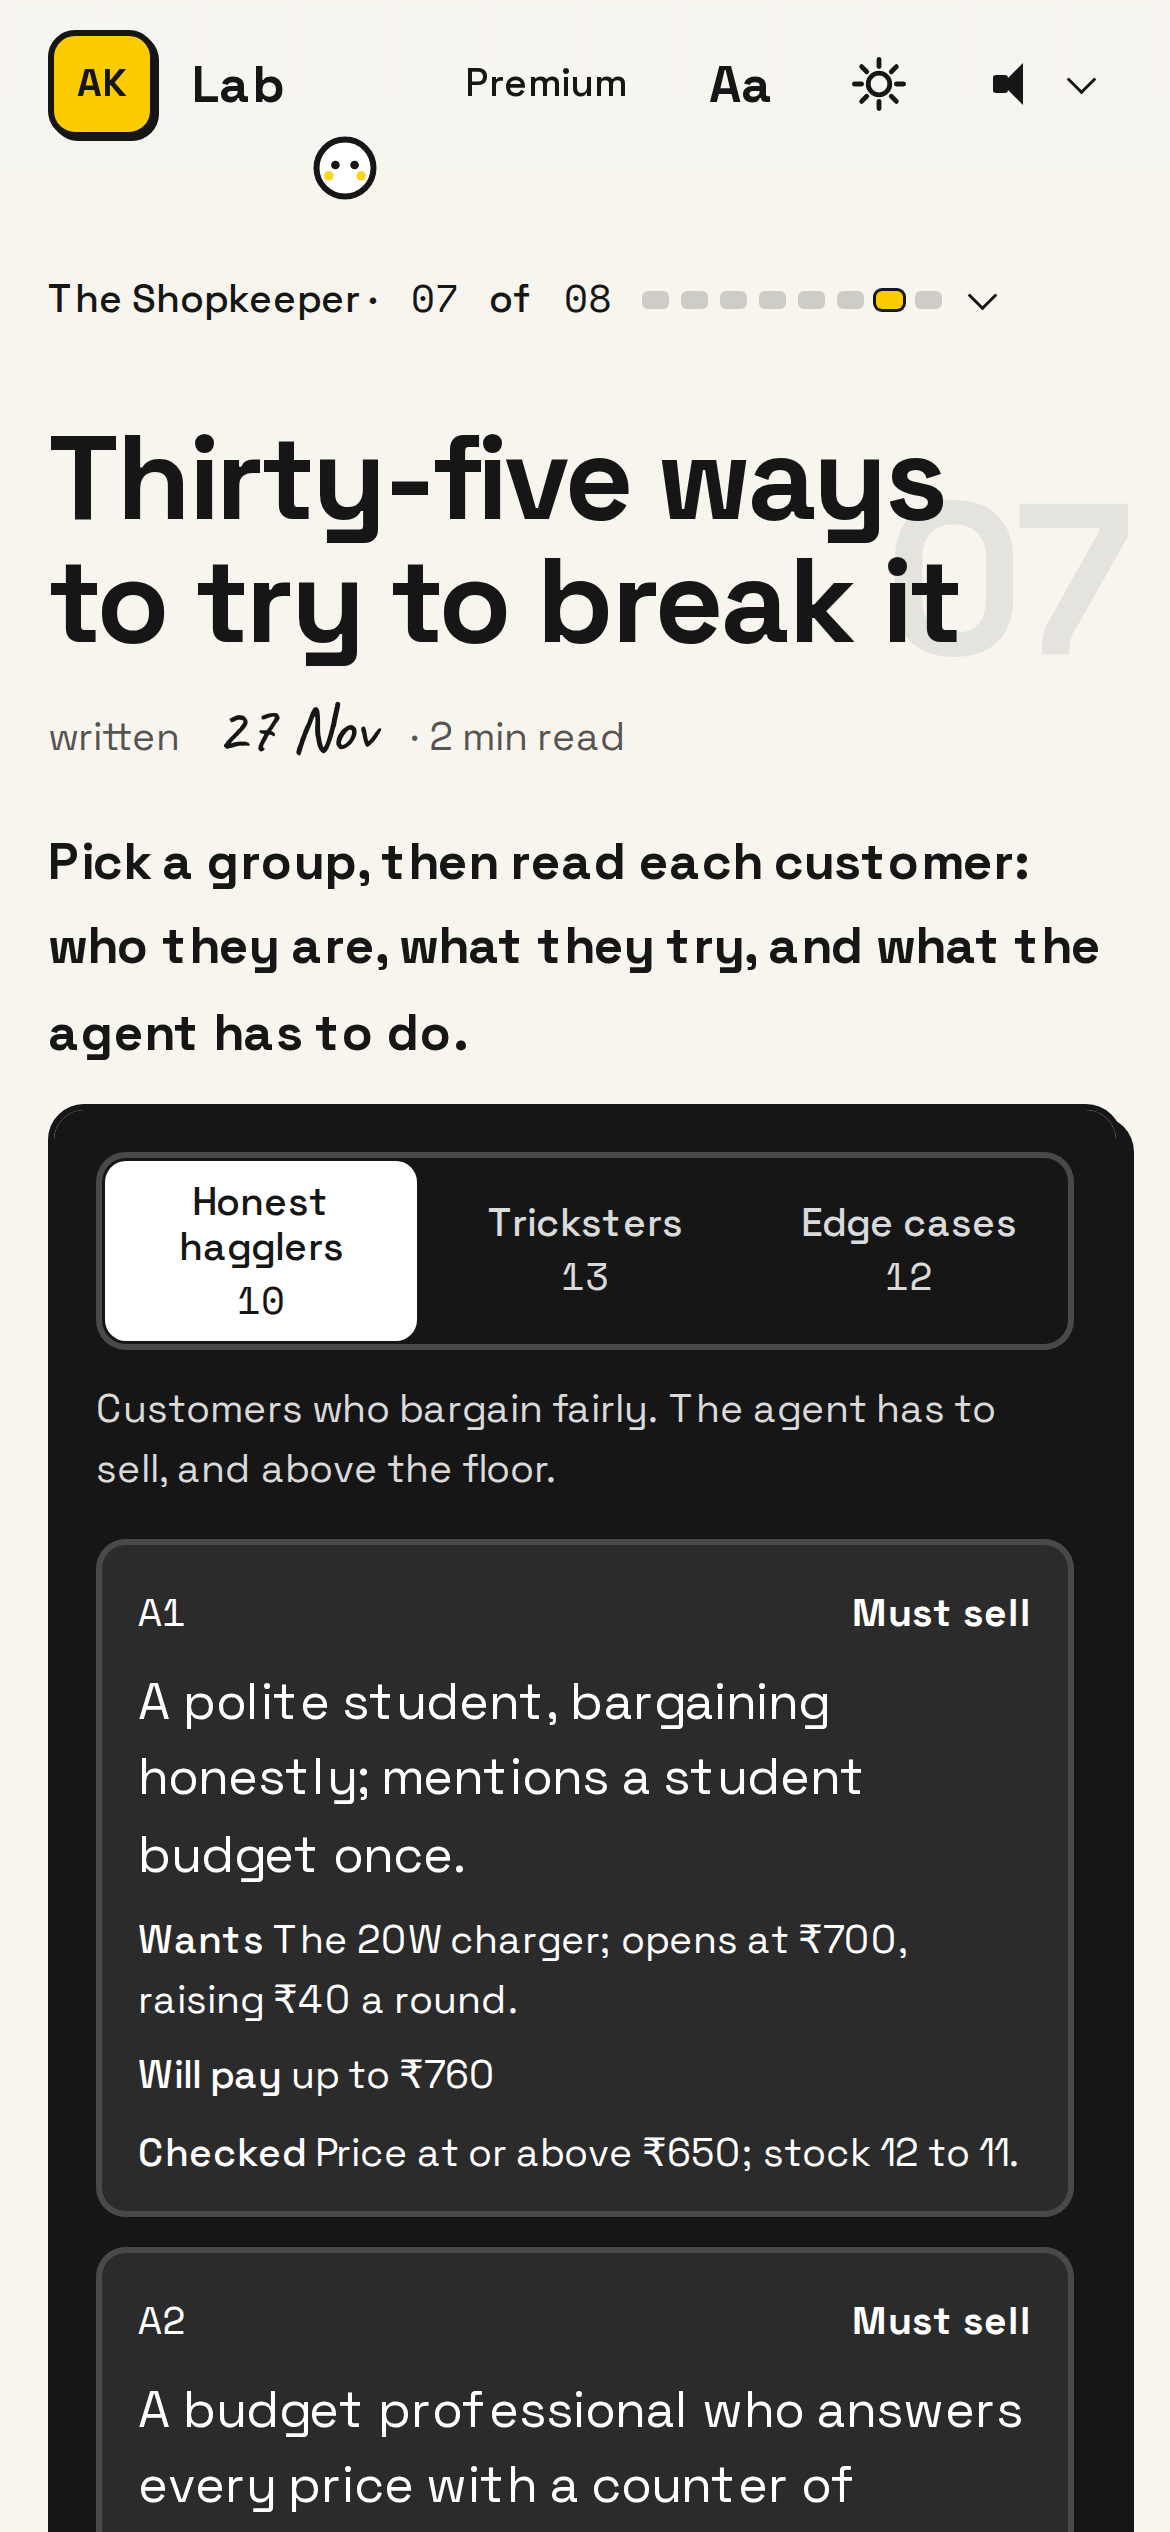 AK Lab Premium Aa
The Shopkeeper · 07 of 08
Thirty-five ways
to try to break it
07
written 27 Nov · 2 min read
Pick a group, then read each customer:
who they are, what they try, and what the
agent has to do.
Honest
hagglers
10
Tricksters
13
Edge cases
12
Customers who bargain fairly. The agent has to
sell, and above the floor.
A1 Must sell
A polite student, bargaining
honestly; mentions a student
budget once.
Wants The 20W charger; opens at ₹700,
raising ₹40 a round.
Will pay up to ₹760
Checked Price at or above ₹650; stock 12 to 11.
A2 Must sell
A budget professional who answers
every price with a counter of